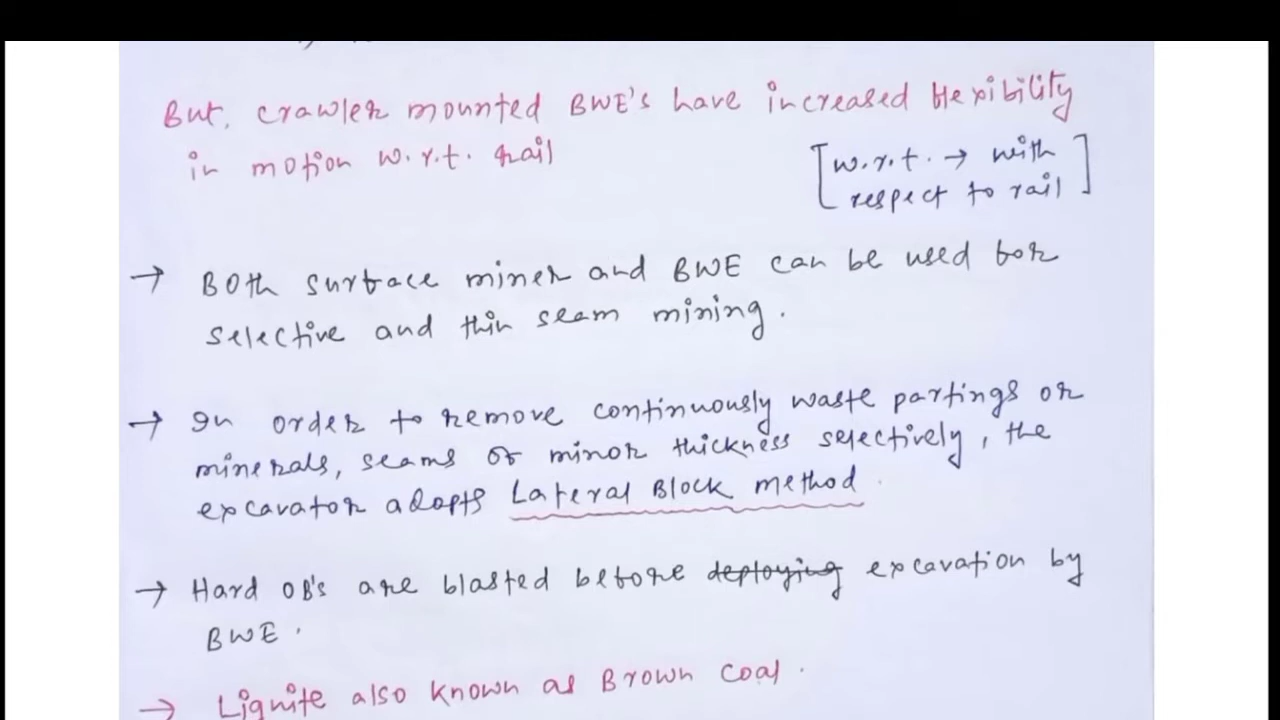 But, crawler mounted BWE's have increased flexibility
in motion w.r.t. rail
[w.r.t. → with
respect to rail]
→ Both surface miner and BWE can be used for
selective and thin seam mining.
→ In order to remove continuously waste partings or
minerals, seams of minor thickness selectively, the
excavator adopts Lateral Block method.
→ Hard OB's are blasted before deploying excavation by
BWE.
→ Lignite also known as Brown coal.